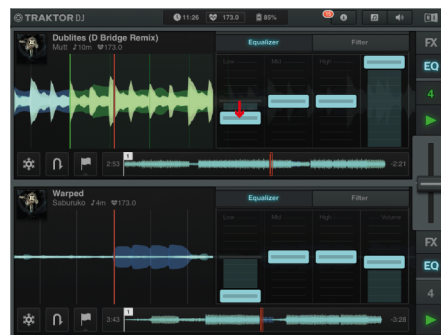 TRAKTOR DJ
11:26
173.0
85%
FX
Dublites (D Bridge Remix)
Mutt ♪10m 173.0
Equalizer
Filter
EQ
Low
Mid
High
4
1
2:53
-2:21
Warped
Saburuko ♪4m 173.0
Equalizer
Filter
FX
Low
Mid
High
Volume
EQ
4
1
3:43
-3:28